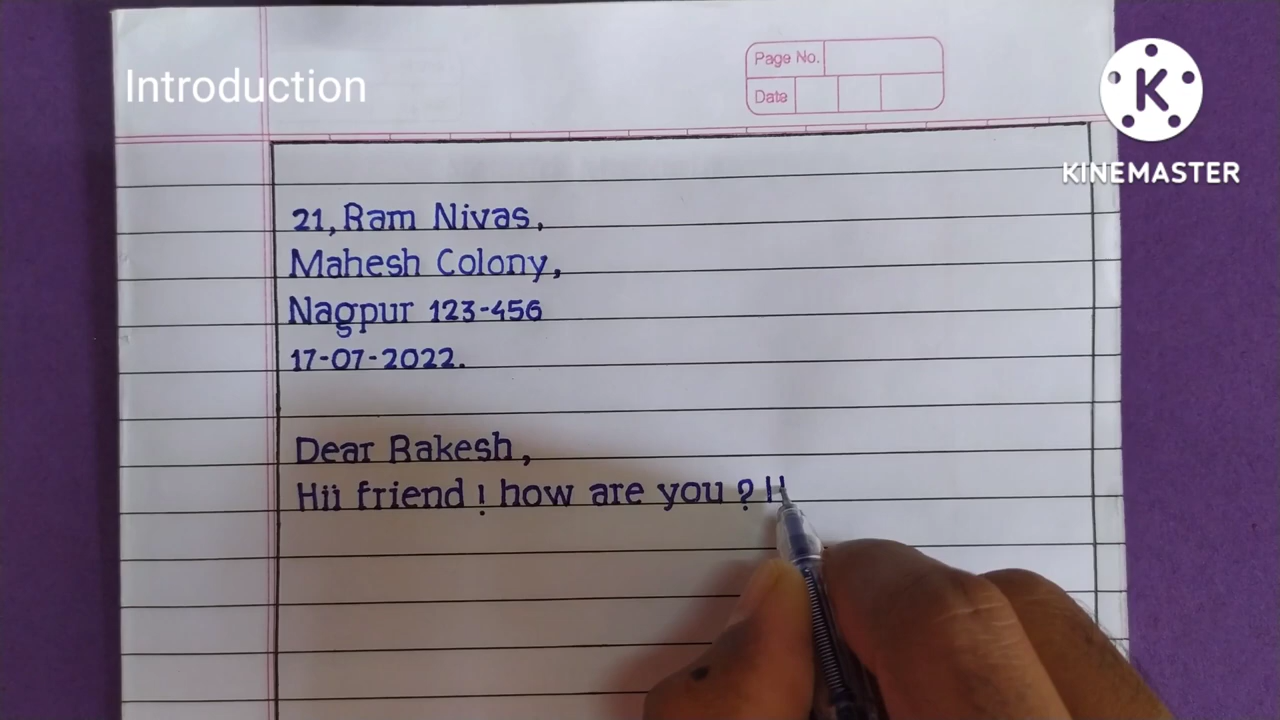 Introduction
Page No.
Date
K
KINEMASTER
21, Ram Nivas,
Mahesh Colony,
Nagpur 123-456
17-07-2022.
Dear Rakesh,
Hii friend ! how are you ?